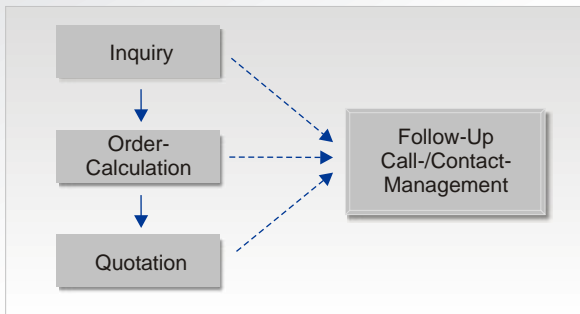 Inquiry
Order-
Calculation
Quotation
Follow-Up
Call-/Contact-
Management